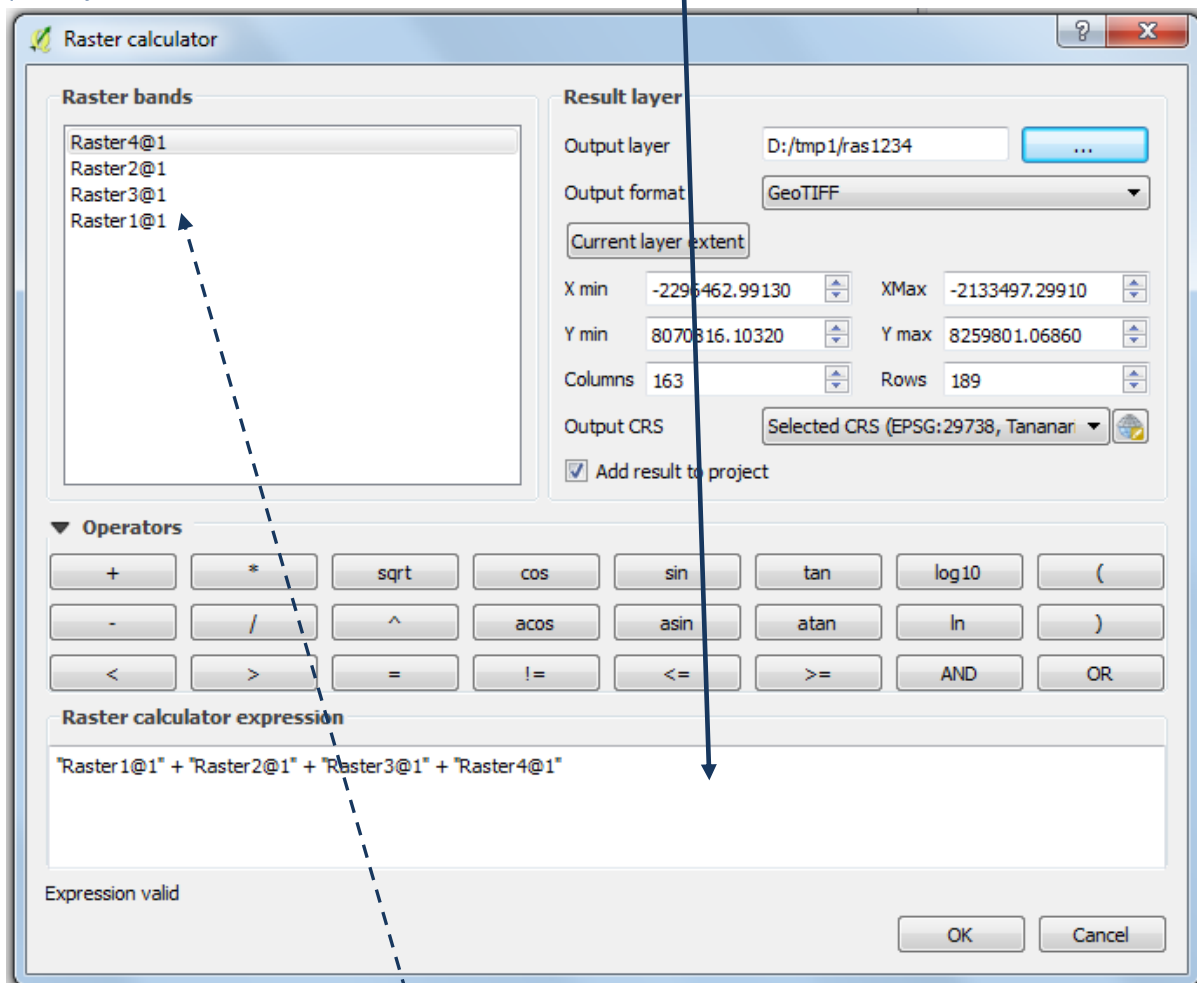 Raster calculator
?
X
Raster bands
Raster4@1
Raster2@1
Raster3@1
Raster1@1
Result layer
Output layer D:/tmp1/ras1234 ...
Output format GeoTIFF
Current layer extent
X min -2296462.99130 XMax -2133497.29910
Y min 8070816.10320 Y max 8259801.06860
Columns 163 Rows 189
Output CRS Selected CRS (EPSG:29738, Tananari
Add result to project
Operators
+ * sqrt cos sin tan log10 (
- / ^ acos asin atan ln )
< > = != <= >= AND OR
Raster calculator expression
"Raster1@1" + "Raster2@1" + "Raster3@1" + "Raster4@1"
Expression valid
OK Cancel